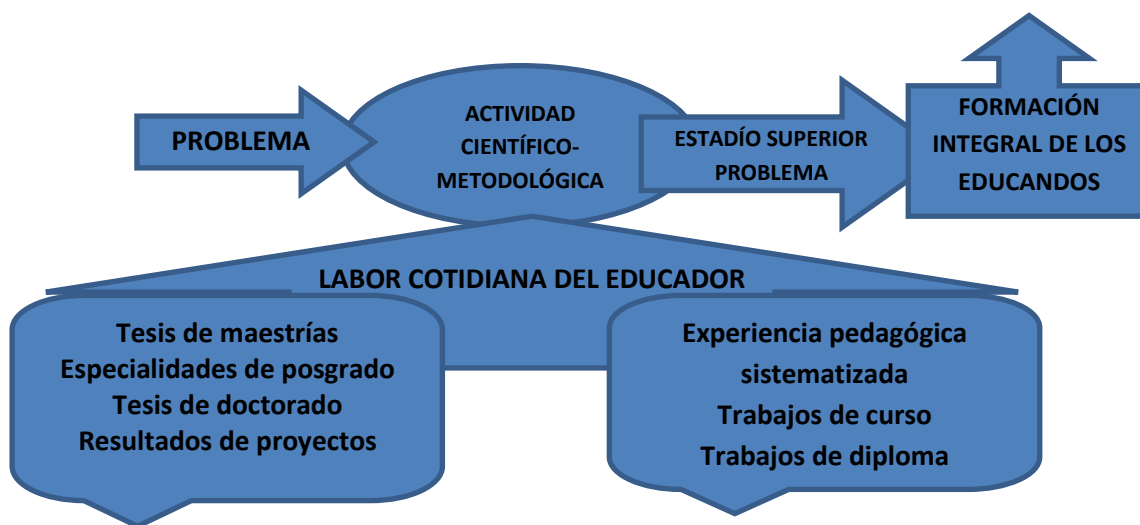 PROBLEMA
ACTIVIDAD
CIENTÍFICO-
METODOLÓGICA
ESTADÍO SUPERIOR
PROBLEMA
FORMACIÓN
INTEGRAL DE LOS
EDUCANDOS
LABOR COTIDIANA DEL EDUCADOR
Tesis de maestrías
Especialidades de posgrado
Tesis de doctorado
Resultados de proyectos
Experiencia pedagógica
sistematizada
Trabajos de curso
Trabajos de diploma